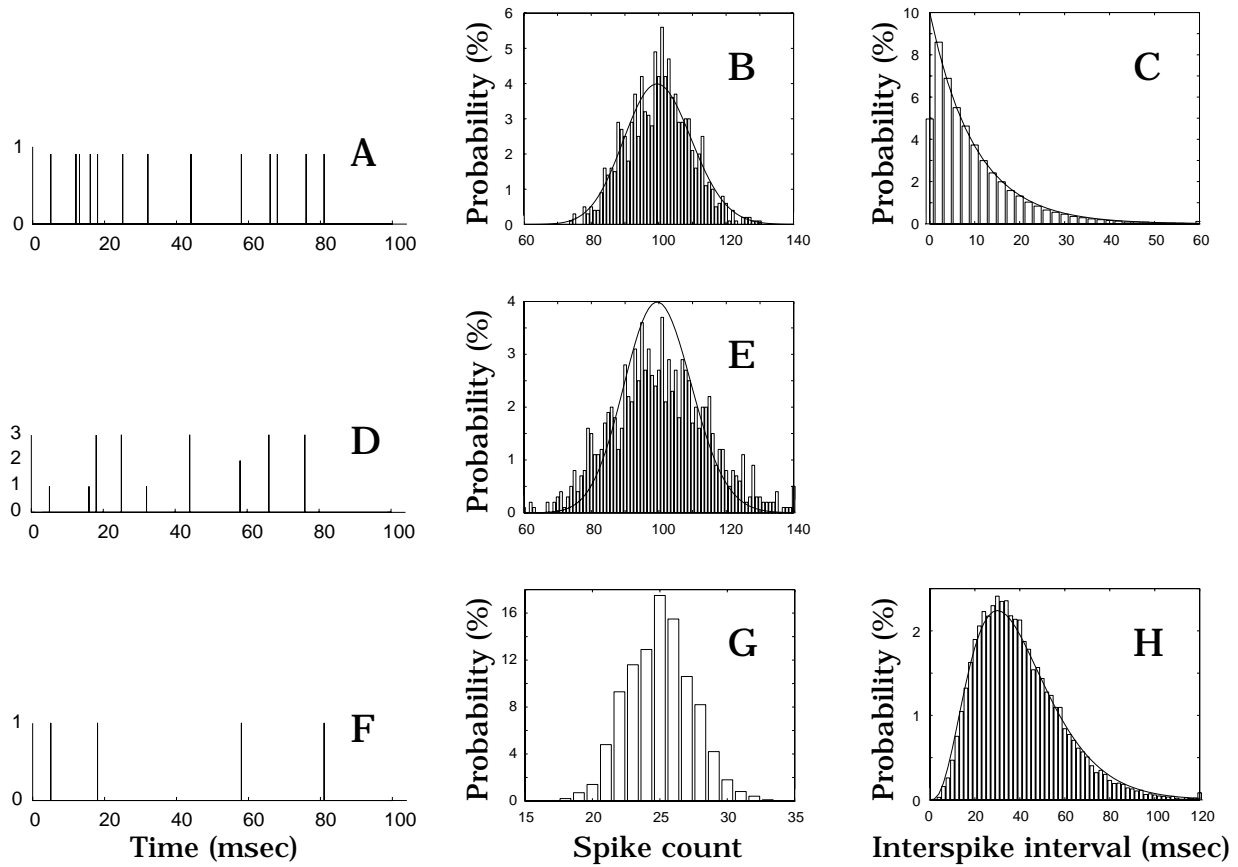 A
1
0
0 20 40 60 80 100
Probability (%)
6
5
4
3
2
1
0
B
60 80 100 120 140
Probability (%)
10
8
6
4
2
0
C
0 10 20 30 40 50 60
D
3
2
1
0
0 20 40 60 80 100
Probability (%)
4
3
2
1
0
E
60 80 100 120 140
F
1
0
0 20 40 60 80 100
Time (msec)
Probability (%)
16
12
8
4
0
G
15 20 25 30 35
Spike count
Probability (%)
2
1
0
H
0 20 40 60 80 100 120
Interspike interval (msec)